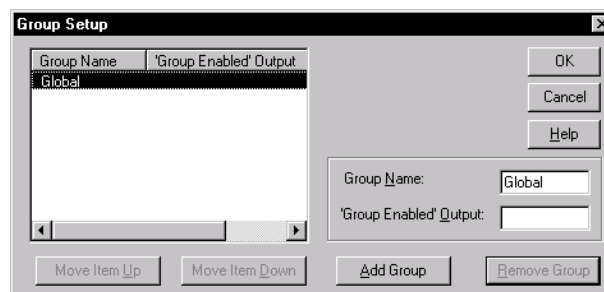 Group Setup
Group Name 'Group Enabled' Output
Global
OK
Cancel
Help
Group Name: Global
'Group Enabled' Output:
Move Item Up Move Item Down Add Group Remove Group